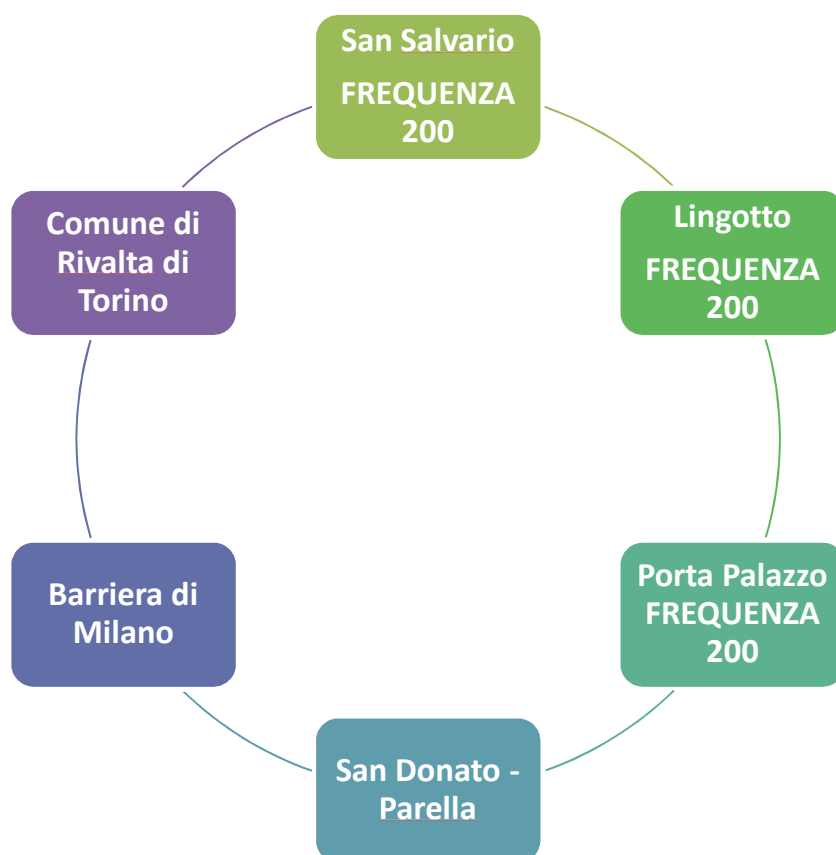 San Salvario
FREQUENZA
200
Lingotto
FREQUENZA
200
Porta Palazzo
FREQUENZA
200
San Donato -
Parella
Barriera di
Milano
Comune di
Rivalta di
Torino